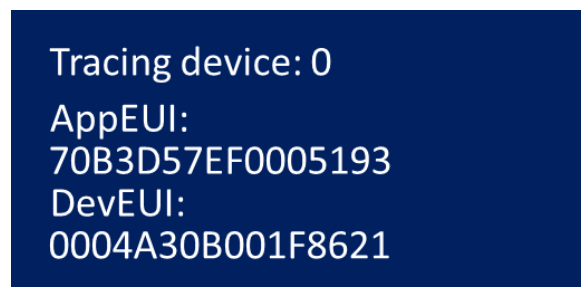 Tracing device: 0
AppEUI:
70B3D57EF0005193
DevEUI:
0004A30B001F8621